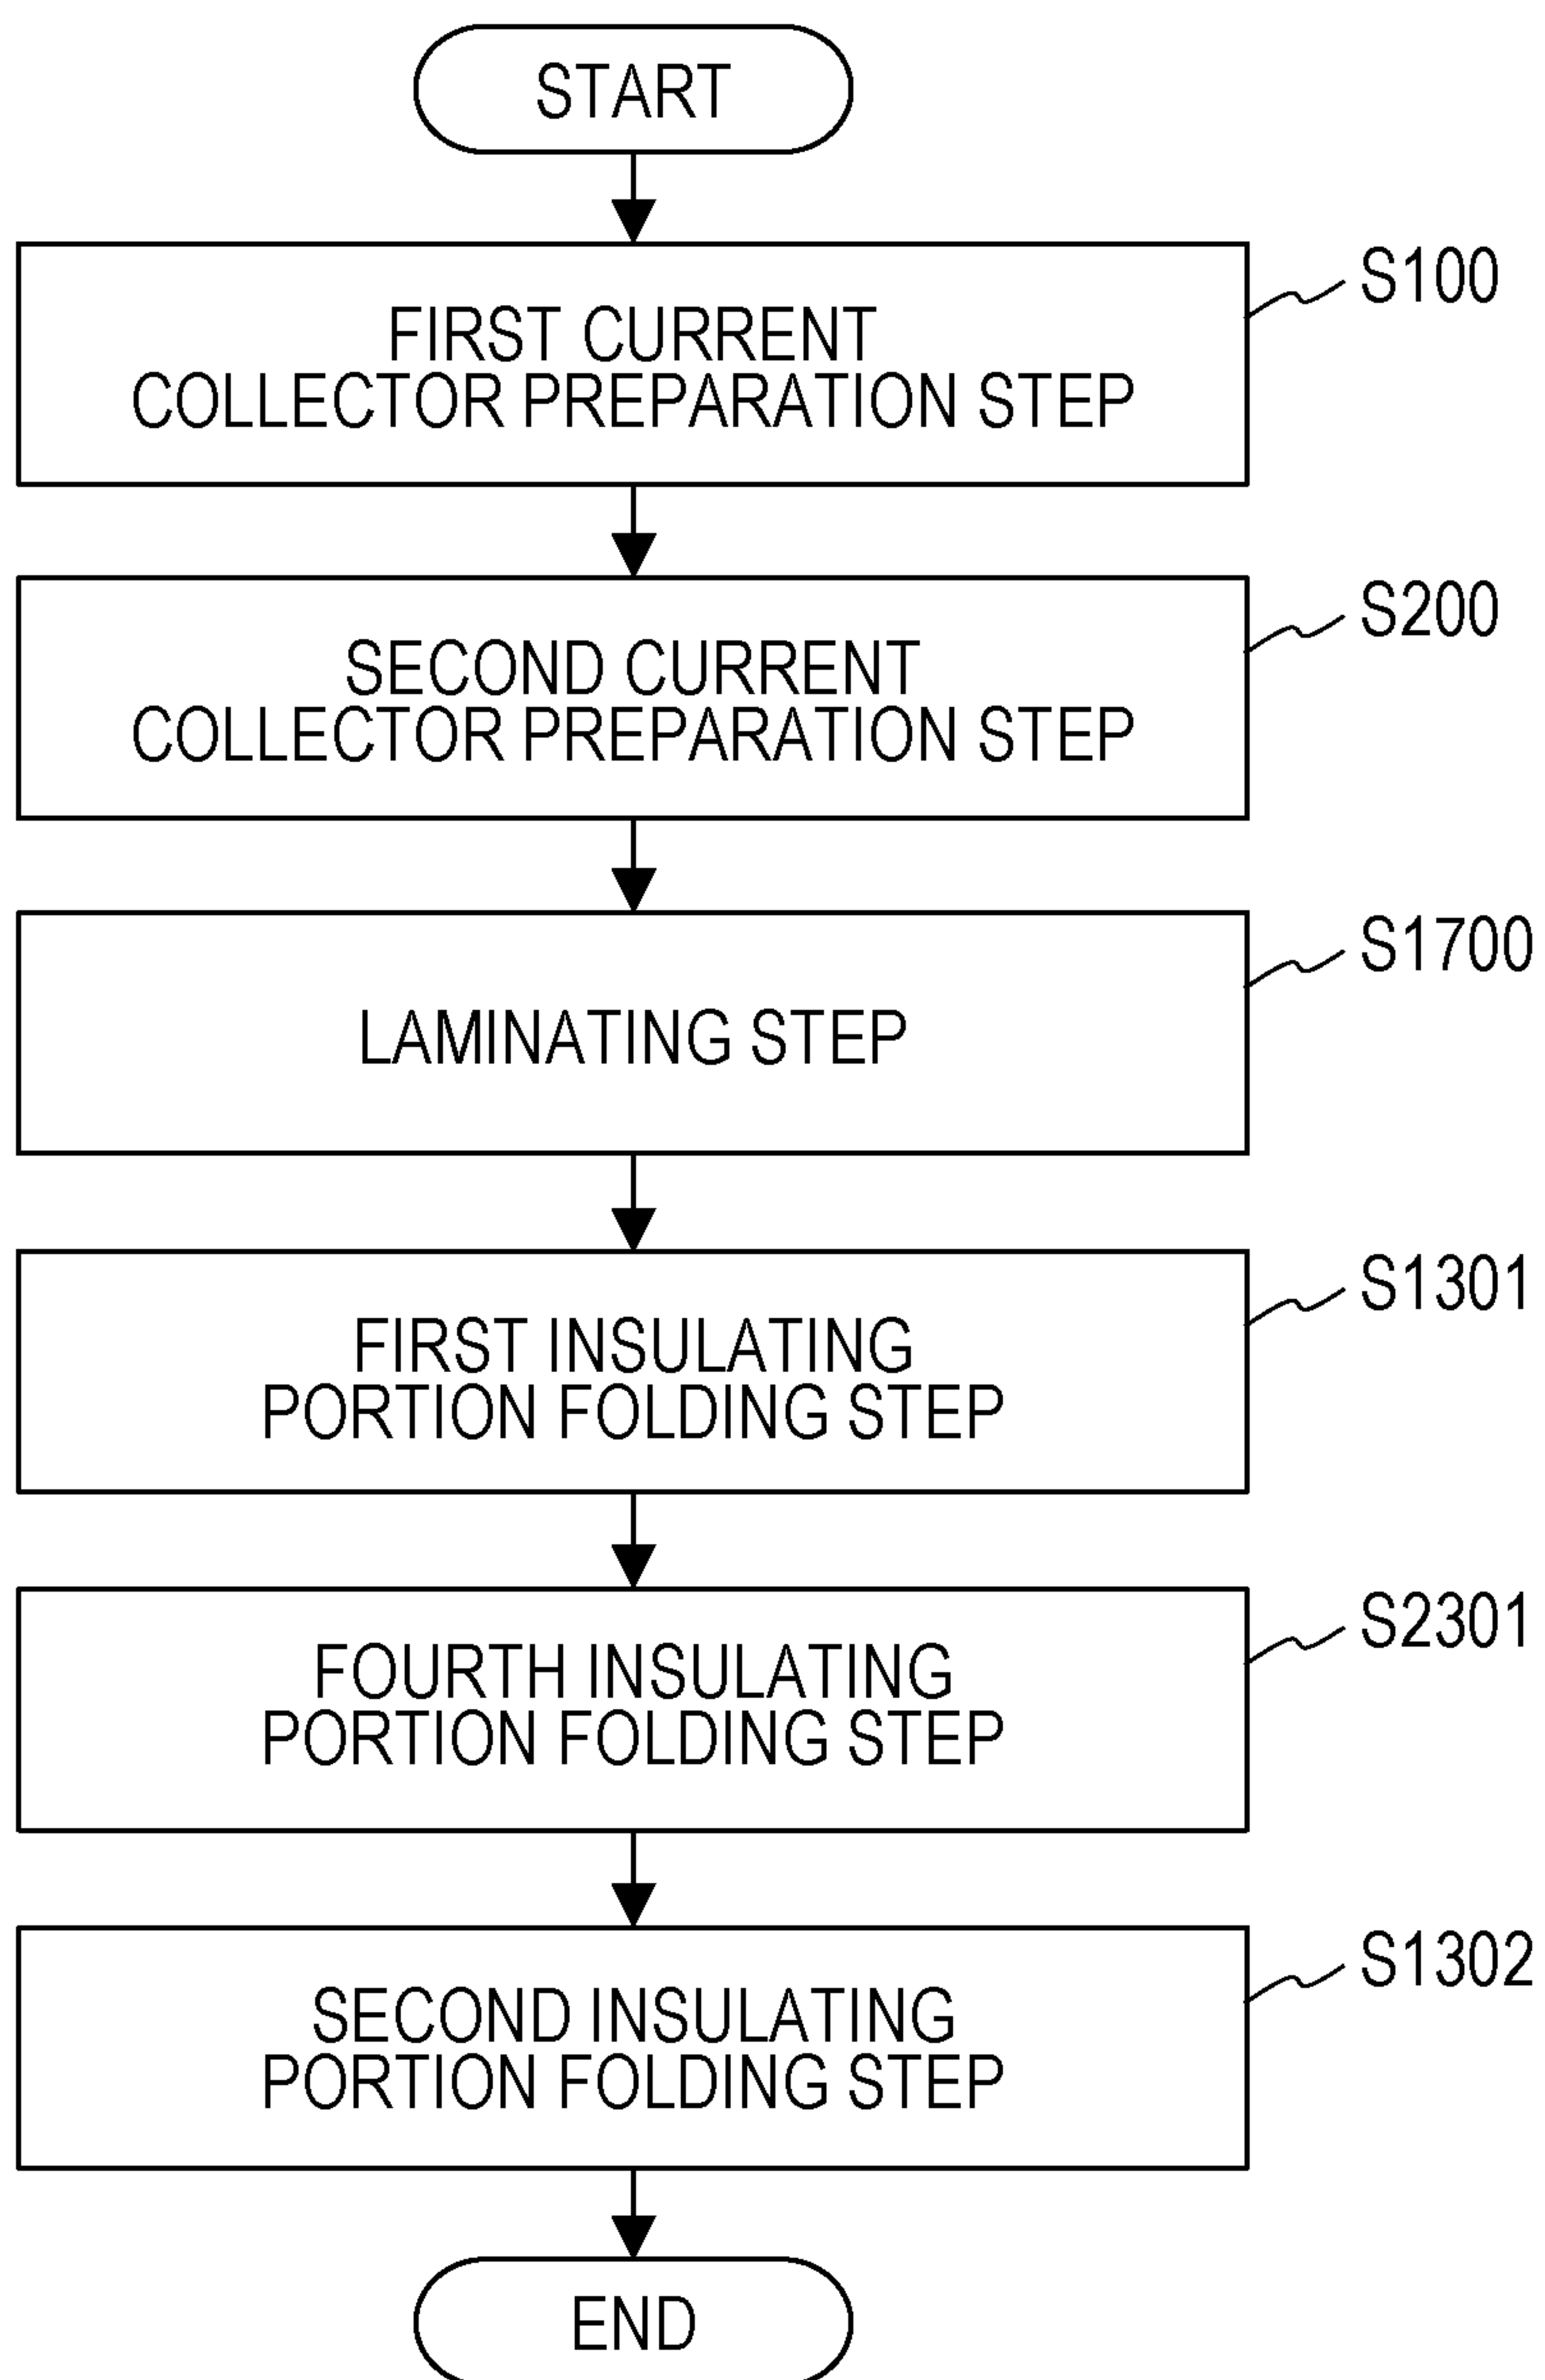 START
S100
FIRST CURRENT
COLLECTOR PREPARATION STEP
S200
SECOND CURRENT
COLLECTOR PREPARATION STEP
S1700
LAMINATING STEP
S1301
FIRST INSULATING
PORTION FOLDING STEP
S2301
FOURTH INSULATING
PORTION FOLDING STEP
S1302
SECOND INSULATING
PORTION FOLDING STEP
END